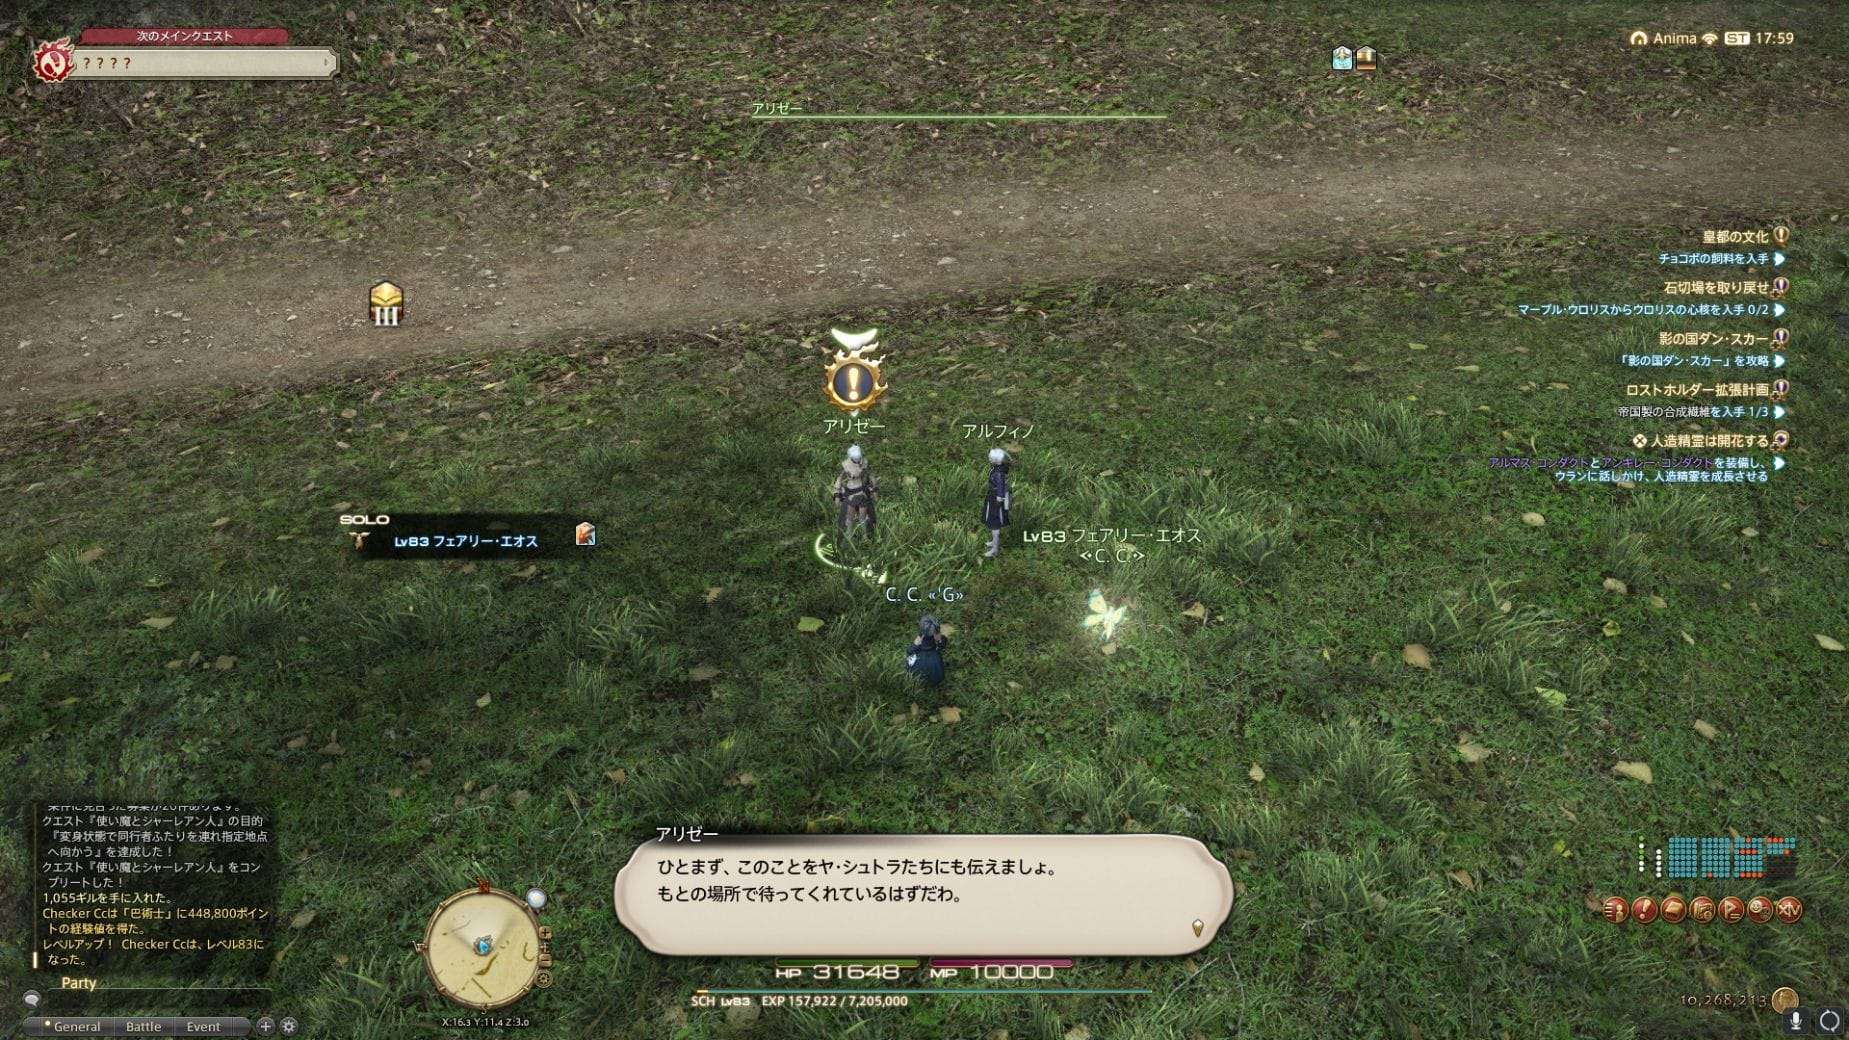 次のメインクエスト
????
Anima ST 17:59
アリゼー
皇都の文化
チョコボの飼料を入手
石切場を取り戻せ
マーブル・ウロリスからウロリスの心核を入手 0/2
影の国ダン・スカー
「影の国ダン・スカー」を攻略
ロストホルダー拡張計画
帝国製の合成繊維を入手 1/3
人造精霊は開花する
アルマス・コンダクトとアンキレー・コンダクトを装備し、
ウランに話しかけ、人造精霊を成長させる
アリゼー
アルフィノ
SOLO
Lv83 フェアリー・エオス
Lv83 フェアリー・エオス
<・C. C.・>
C. C. «'G»
クエスト『使い魔とシャーレアン人』の目的
『変身状態で同行者ふたりを連れ指定地点
へ向かう』を達成した！
クエスト『使い魔とシャーレアン人』をコン
プリートした！
1,055ギルを手に入れた。
Checker Ccは「巴術士」に448,800ポイン
トの経験値を得た。
レベルアップ！ Checker Ccは、レベル83に
なった。
Party
General Battle Event
X:16.3 Y:11.4 Z:3.0
アリゼー
ひとまず、このことをヤ・シュトラたちにも伝えましょ。
もとの場所で待ってくれているはずだわ。
HP 31648 MP 10000
SCH Lv83 EXP 157,922 / 7,205,000
10,268,213
XIV